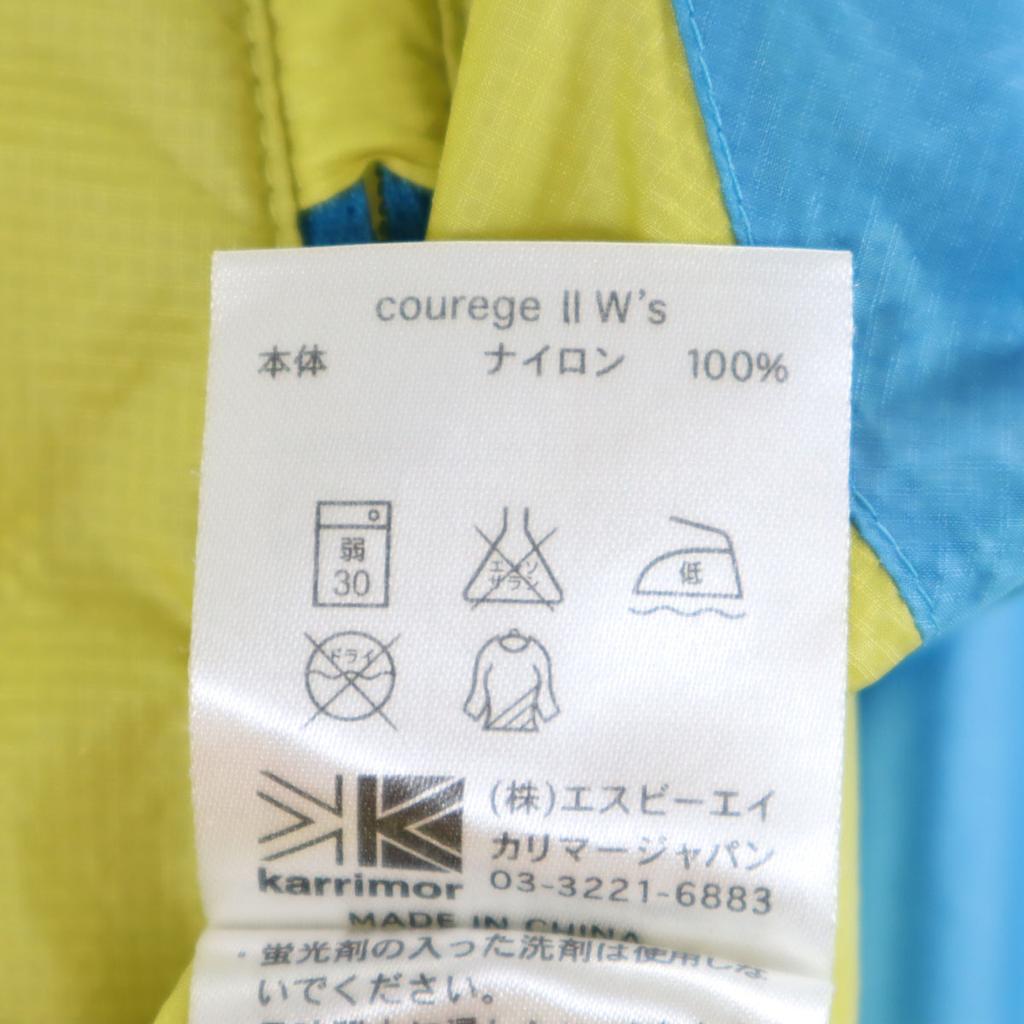 courege II W's
本体 ナイロン 100%
弱
30
エンソ
サラシ
低
ドライ
karrimor
(株)エスビーエイ
カリマージャパン
03-3221-6883
MADE IN CHINA
・蛍光剤の入った洗剤は使用しな
いでください。